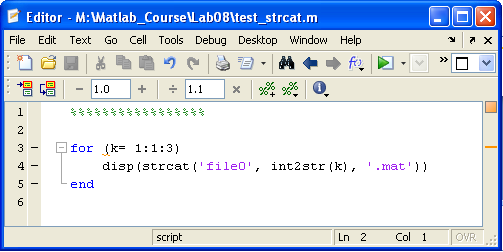 Editor - M:\Matlab_Course\Lab08\test_strcat.m
File Edit Text Go Cell Tools Debug Desktop Window Help
− 1.0 + ÷ 1.1 ×
1 %%%%%%%%%%%%%%%%%
2
3 − for (k= 1:1:3)
4 − disp(strcat('file0', int2str(k), '.mat'))
5 − end
6
script Ln 2 Col 1 OVR